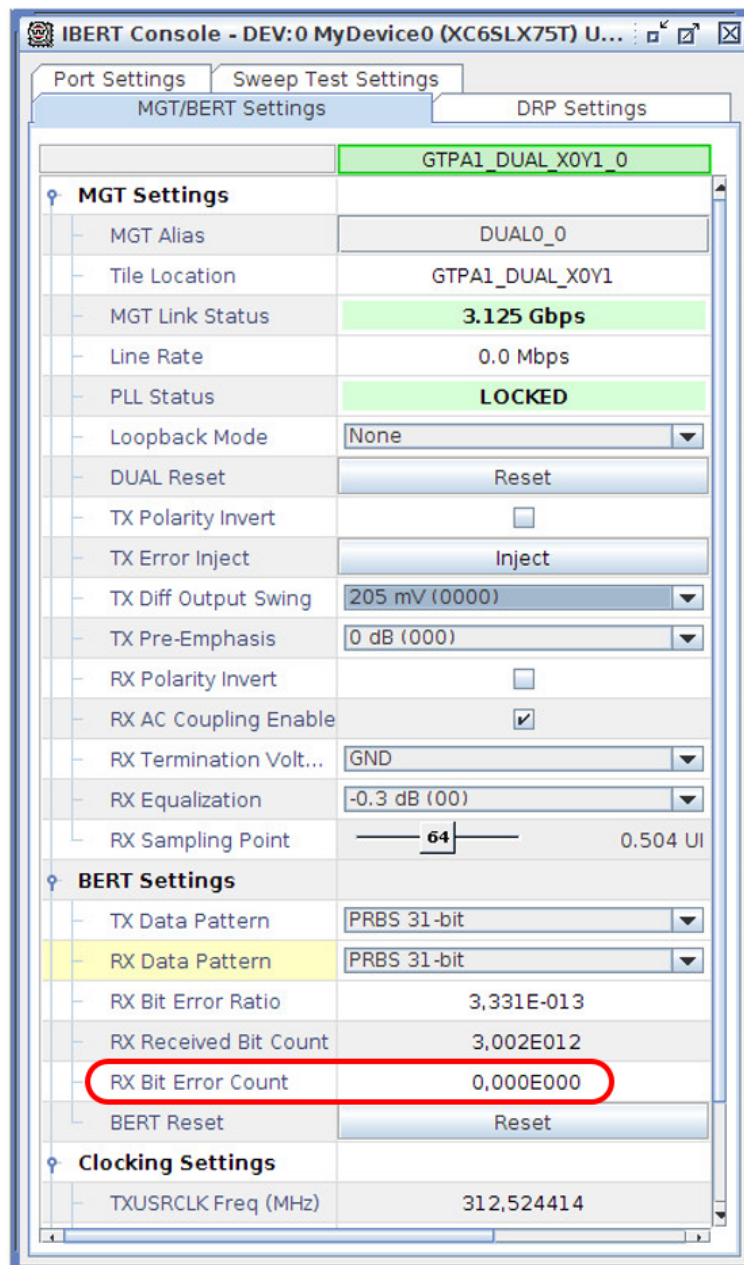 IBERT Console - DEV:0 MyDevice0 (XC6SLX75T) U...
Port Settings Sweep Test Settings
MGT/BERT Settings DRP Settings
GTPA1_DUAL_X0Y1_0
MGT Settings
MGT Alias DUAL0_0
Tile Location GTPA1_DUAL_X0Y1
MGT Link Status 3.125 Gbps
Line Rate 0.0 Mbps
PLL Status LOCKED
Loopback Mode None
DUAL Reset Reset
TX Polarity Invert
TX Error Inject Inject
TX Diff Output Swing 205 mV (0000)
TX Pre-Emphasis 0 dB (000)
RX Polarity Invert
RX AC Coupling Enable
RX Termination Volt... GND
RX Equalization -0.3 dB (00)
RX Sampling Point 64 0.504 UI
BERT Settings
TX Data Pattern PRBS 31-bit
RX Data Pattern PRBS 31-bit
RX Bit Error Ratio 3,331E-013
RX Received Bit Count 3,002E012
RX Bit Error Count 0,000E000
BERT Reset Reset
Clocking Settings
TXUSRCLK Freq (MHz) 312,524414